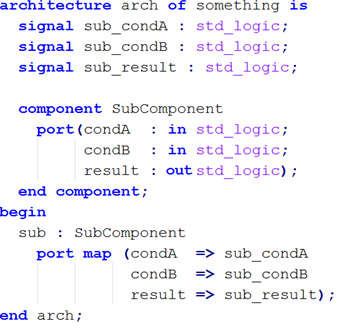 architecture arch of something is
signal sub_condA : std_logic;
signal sub_condB : std_logic;
signal sub_result : std_logic;
component SubComponent
port(condA : in std_logic;
condB : in std_logic;
result : out std_logic);
end component;
begin
sub : SubComponent
port map (condA => sub_condA
condB => sub_condB
result => sub_result);
end arch;